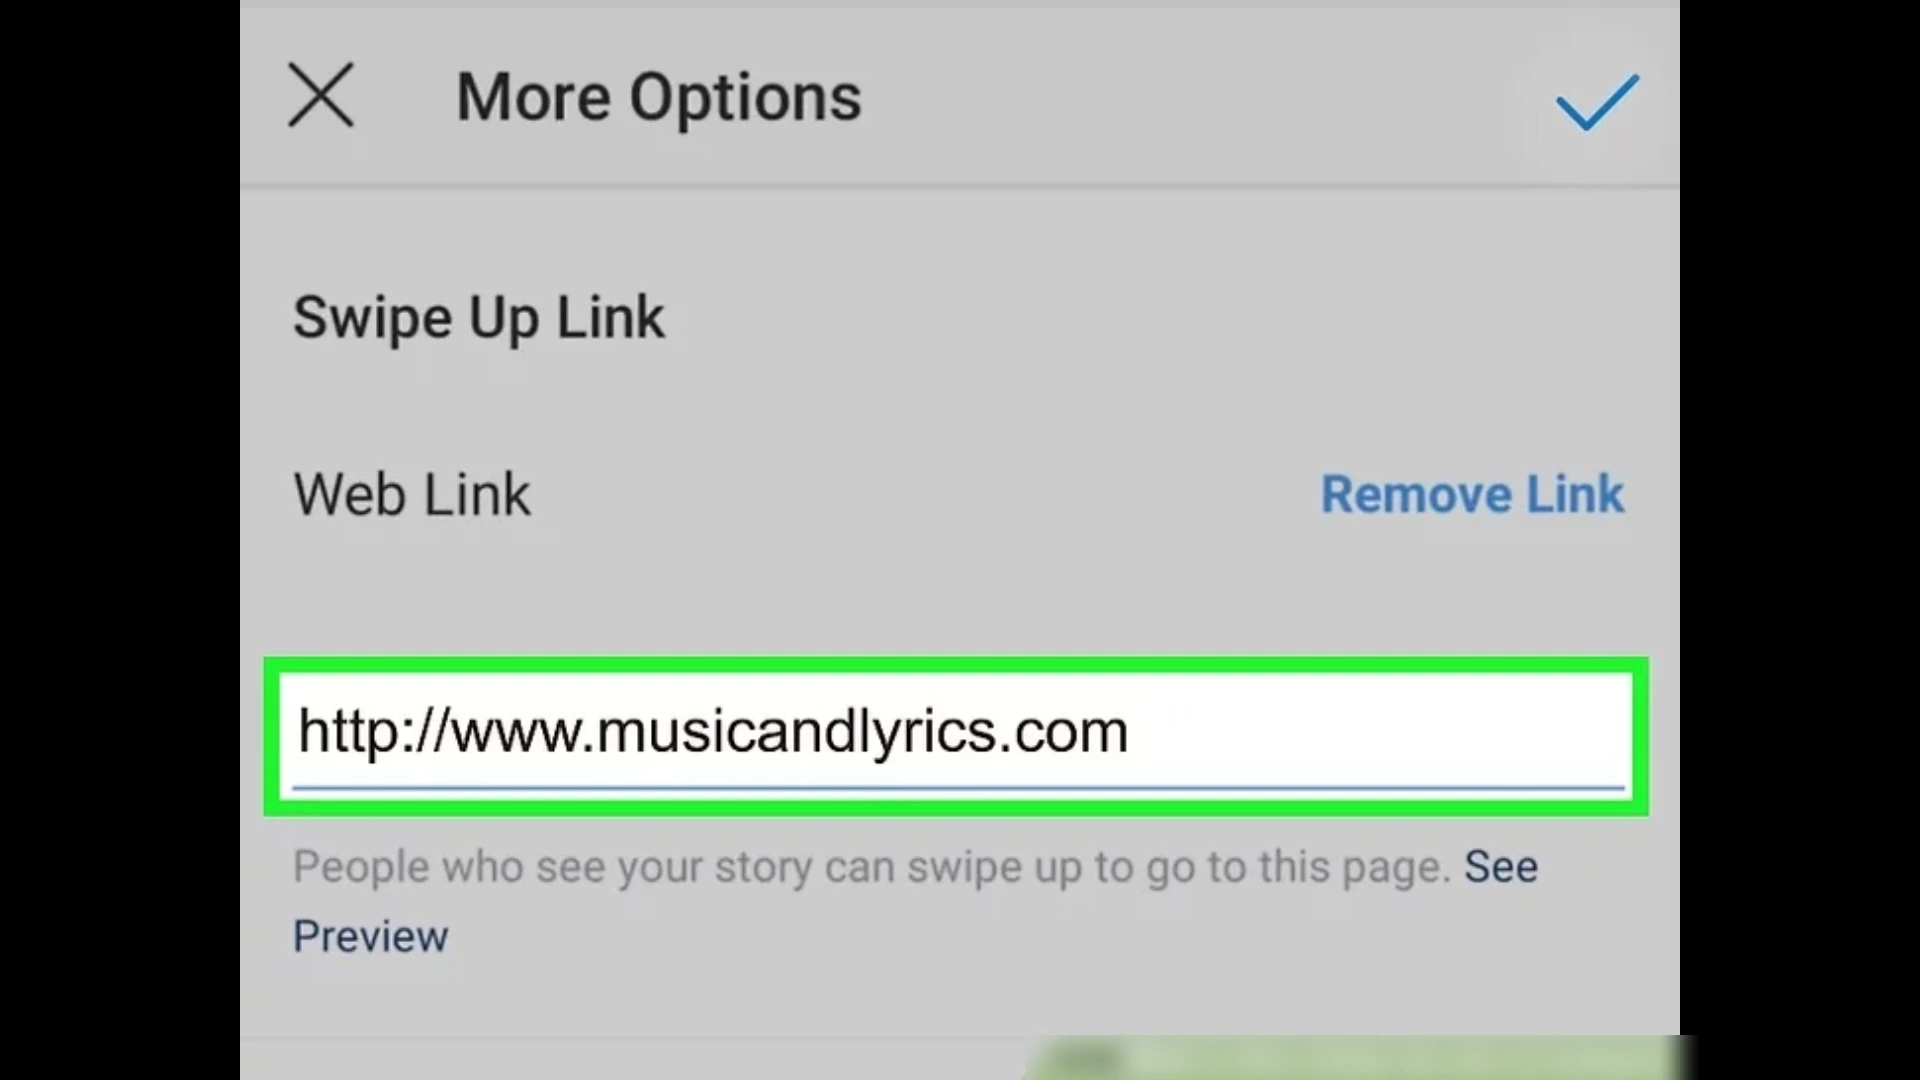 More Options
Swipe Up Link
Web Link Remove Link
http://www.musicandlyrics.com
People who see your story can swipe up to go to this page. See
Preview